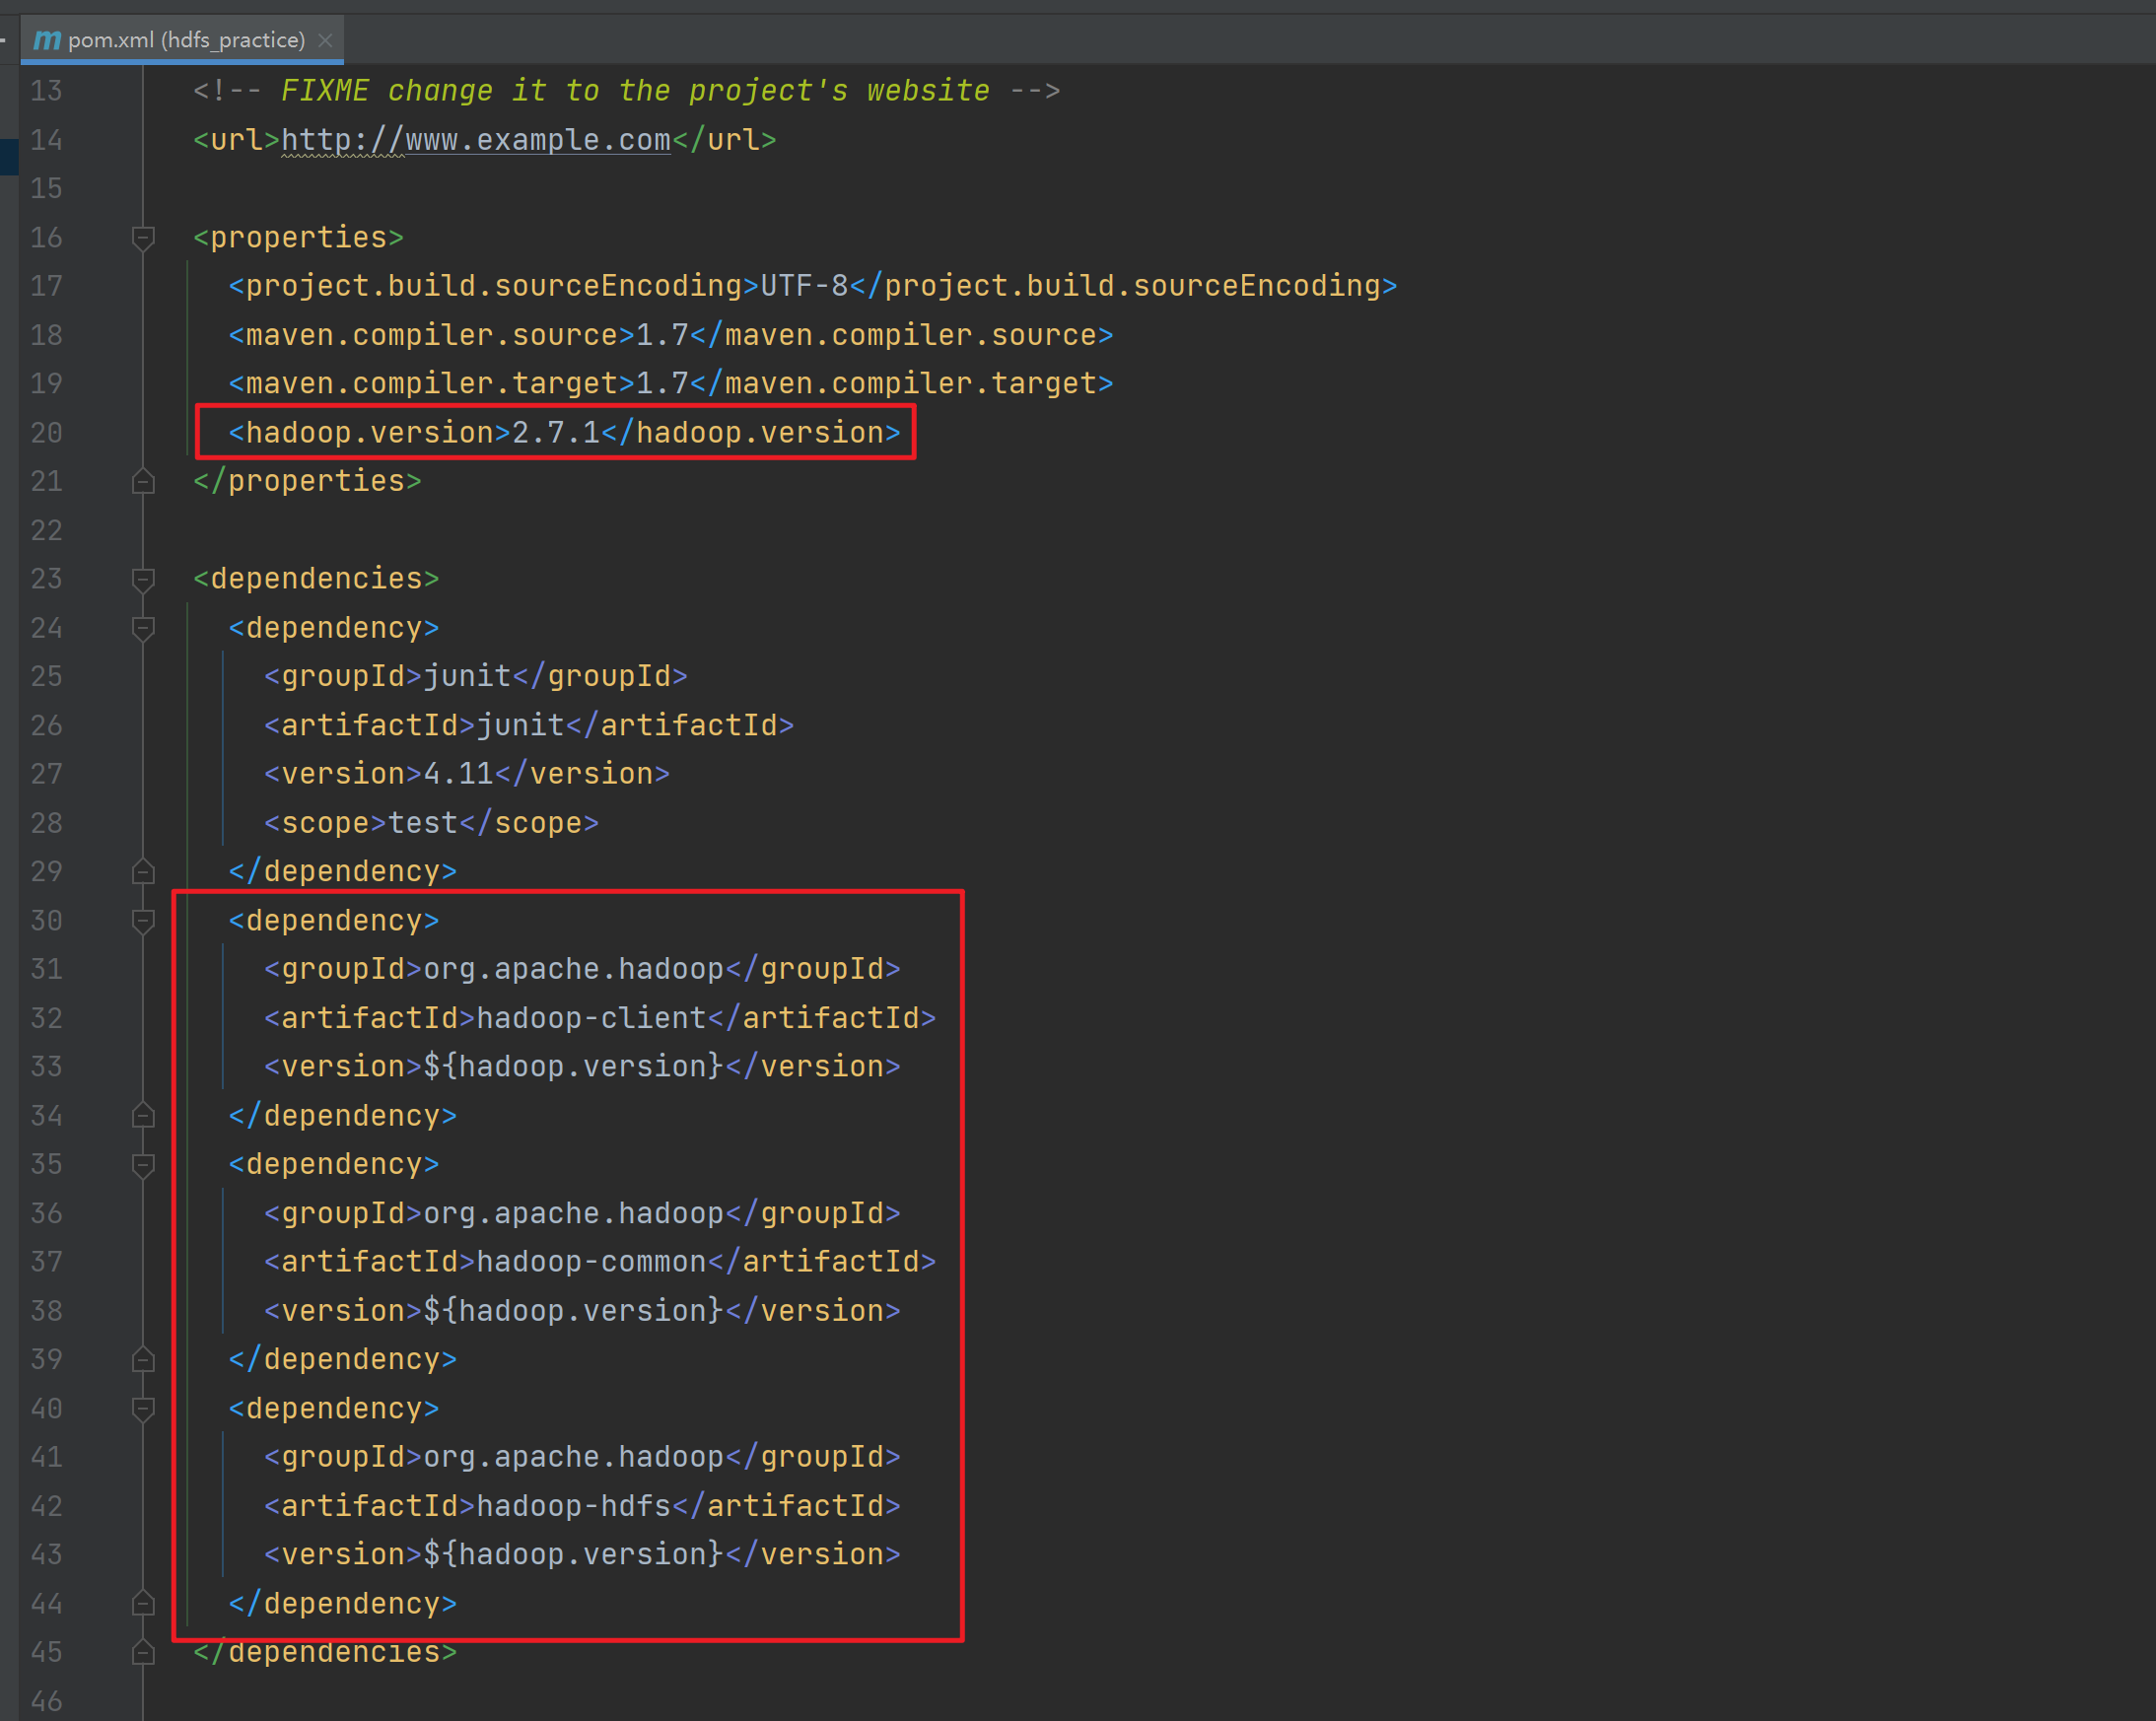 pom.xml (hdfs_practice)
13 <!-- FIXME change it to the project's website -->
14 <url>http://www.example.com</url>
15
16 <properties>
17 <project.build.sourceEncoding>UTF-8</project.build.sourceEncoding>
18 <maven.compiler.source>1.7</maven.compiler.source>
19 <maven.compiler.target>1.7</maven.compiler.target>
20 <hadoop.version>2.7.1</hadoop.version>
21 </properties>
22
23 <dependencies>
24 <dependency>
25 <groupId>junit</groupId>
26 <artifactId>junit</artifactId>
27 <version>4.11</version>
28 <scope>test</scope>
29 </dependency>
30 <dependency>
31 <groupId>org.apache.hadoop</groupId>
32 <artifactId>hadoop-client</artifactId>
33 <version>${hadoop.version}</version>
34 </dependency>
35 <dependency>
36 <groupId>org.apache.hadoop</groupId>
37 <artifactId>hadoop-common</artifactId>
38 <version>${hadoop.version}</version>
39 </dependency>
40 <dependency>
41 <groupId>org.apache.hadoop</groupId>
42 <artifactId>hadoop-hdfs</artifactId>
43 <version>${hadoop.version}</version>
44 </dependency>
45 </dependencies>
46